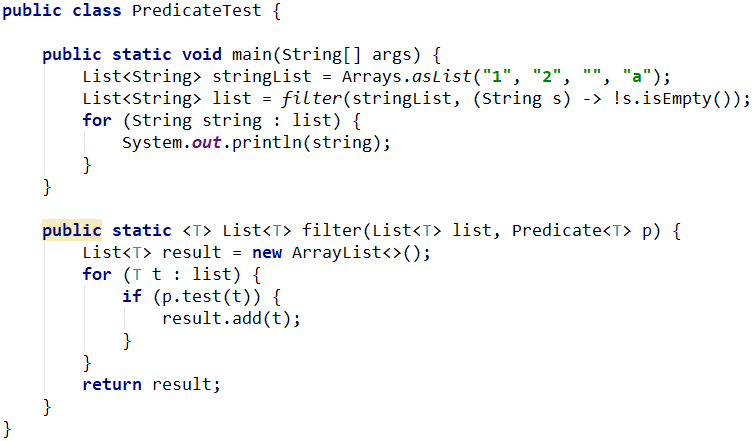 public class PredicateTest {
public static void main(String[] args) {
List<String> stringList = Arrays.asList("1", "2", "", "a");
List<String> list = filter(stringList, (String s) -> !s.isEmpty());
for (String string : list) {
System.out.println(string);
}
}
public static <T> List<T> filter(List<T> list, Predicate<T> p) {
List<T> result = new ArrayList<>();
for (T t : list) {
if (p.test(t)) {
result.add(t);
}
}
return result;
}
}